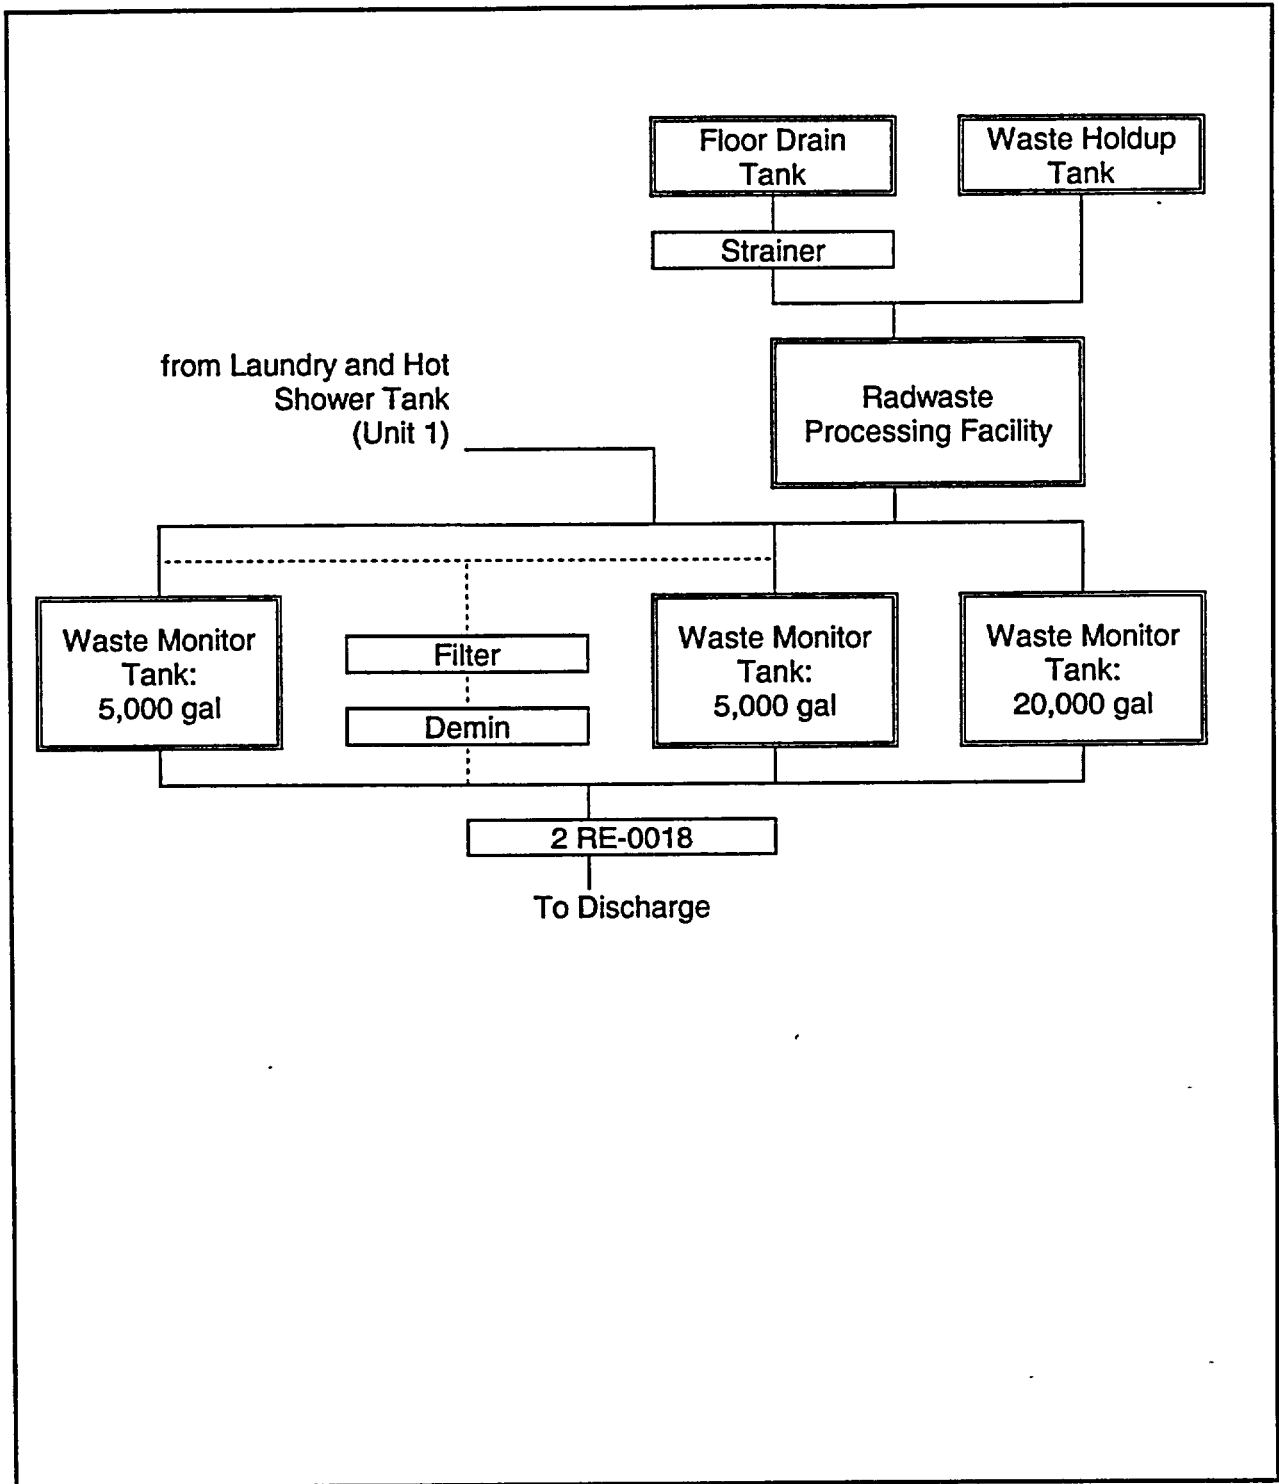 Floor Drain
Tank
Waste Holdup
Tank
Strainer
from Laundry and Hot
Shower Tank
(Unit 1)
Radwaste
Processing Facility
Waste Monitor
Tank:
5,000 gal
Filter
Demin
Waste Monitor
Tank:
5,000 gal
Waste Monitor
Tank:
20,000 gal
2 RE-0018
To Discharge